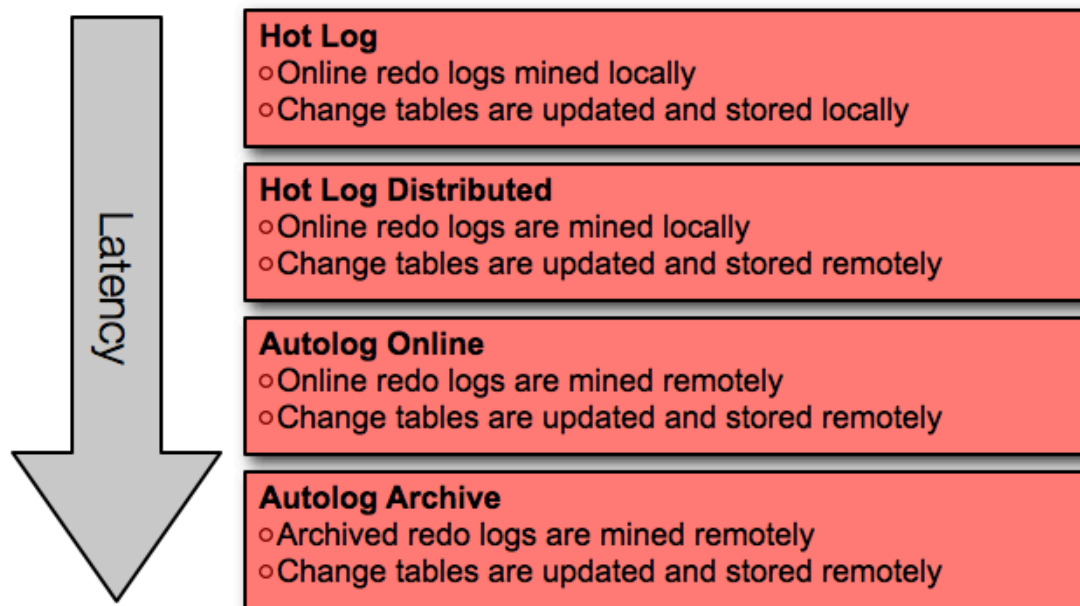 Latency
Hot Log
Online redo logs mined locally
Change tables are updated and stored locally
Hot Log Distributed
Online redo logs are mined locally
Change tables are updated and stored remotely
Autolog Online
Online redo logs are mined remotely
Change tables are updated and stored remotely
Autolog Archive
Archived redo logs are mined remotely
Change tables are updated and stored remotely